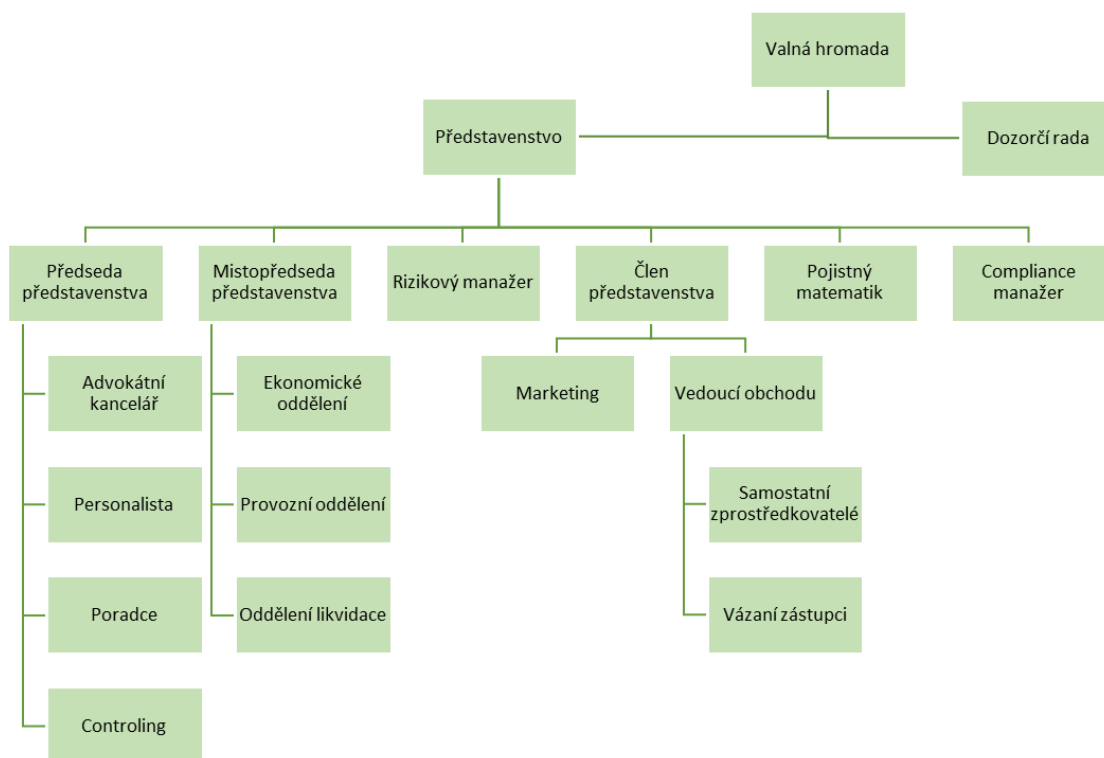 Valná hromada
Představenstvo
Dozorčí rada
Předseda
představenstva
Mistopředseda
představenstva
Rizikový manažer
Člen
představenstva
Pojistný
matematik
Compliance
manažer
Advokátní
kancelář
Ekonomické
oddělení
Marketing
Vedoucí obchodu
Personalista
Provozní oddělení
Samostatní
zprostředkovatelé
Poradce
Oddělení likvidace
Vázaní zástupci
Controling